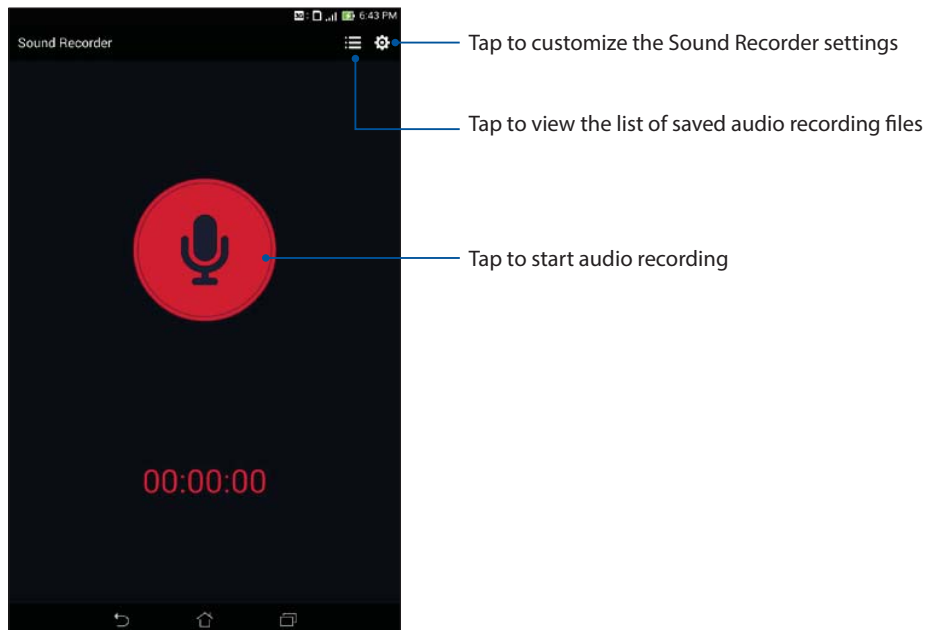 3G 6:43 PM
Sound Recorder
Tap to customize the Sound Recorder settings
Tap to view the list of saved audio recording files
Tap to start audio recording
00:00:00